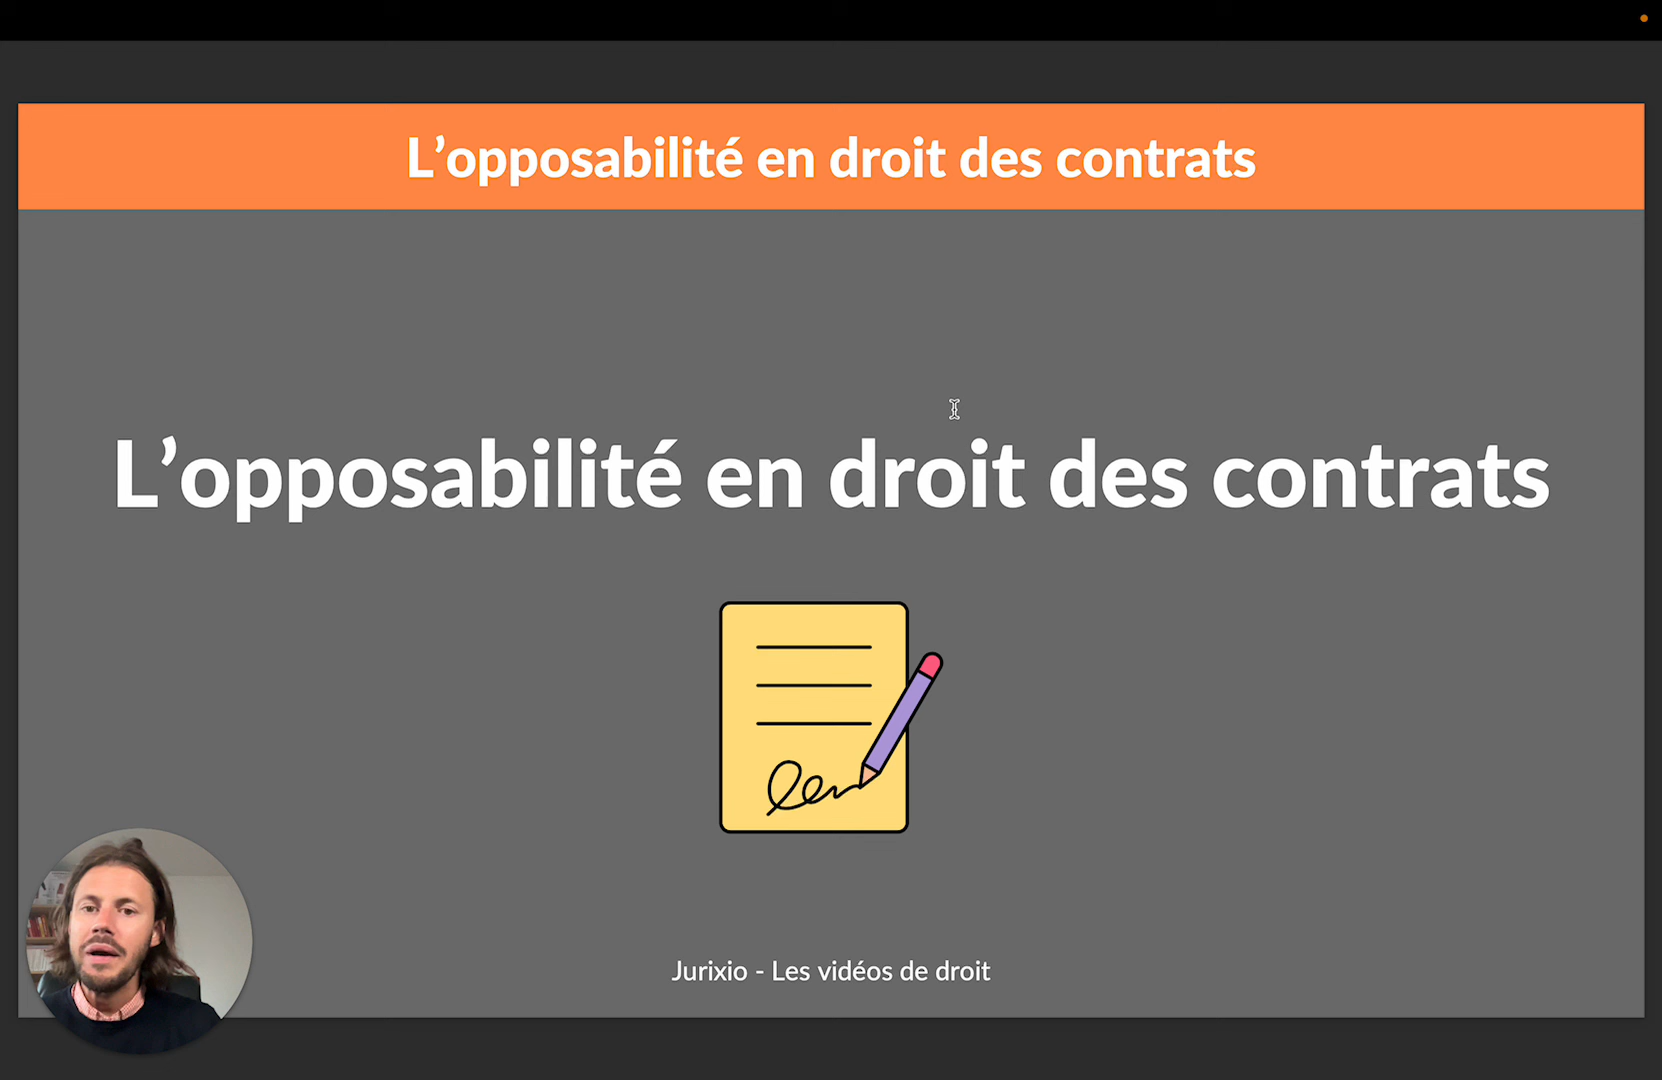 L’opposabilité en droit des contrats
L’opposabilité en droit des contrats
Jurixio - Les vidéos de droit